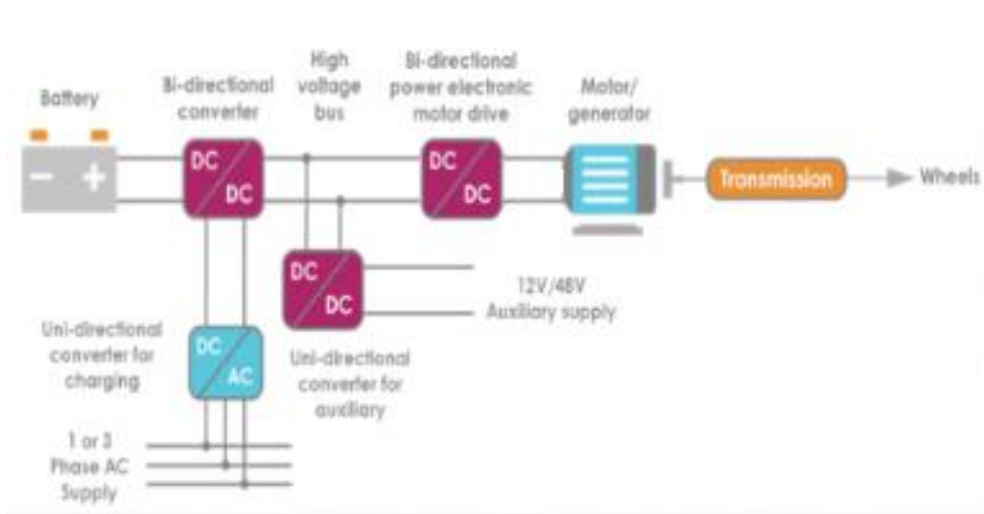 Battery
Bi-directional
converter
High
voltage
bus
Bi-directional
power electronic
motor drive
Motor/
generator
DC
DC
DC
DC
Transmission
Wheels
DC
DC
12V/48V
Auxiliary supply
Uni-directional
converter for
charging
DC
AC
Uni-directional
converter for
auxiliary
1 or 3
Phase AC
Supply